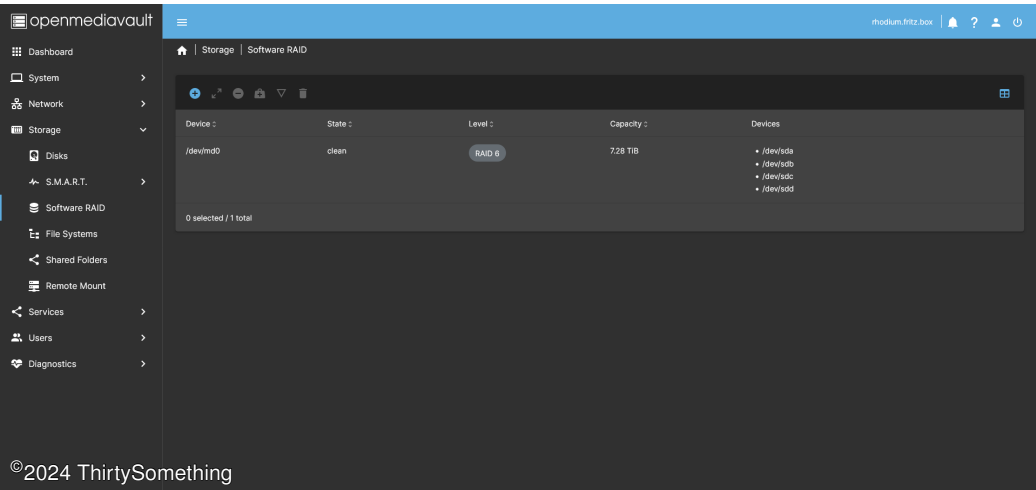 openmediavault
rhodium.fritz.box
Dashboard
System
Network
Storage
Disks
S.M.A.R.T.
Software RAID
File Systems
Shared Folders
Remote Mount
Services
Users
Diagnostics
Storage | Software RAID
Device State Level Capacity Devices
/dev/md0 clean RAID 6 7.28 TiB • /dev/sda
• /dev/sdb
• /dev/sdc
• /dev/sdd
0 selected / 1 total
©2024 ThirtySomething